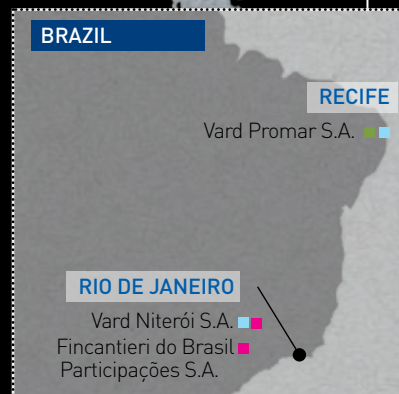 BRAZIL
RECIFE
Vard Promar S.A.
RIO DE JANEIRO
Vard Niterói S.A.
Fincantieri do Brasil
Participações S.A.